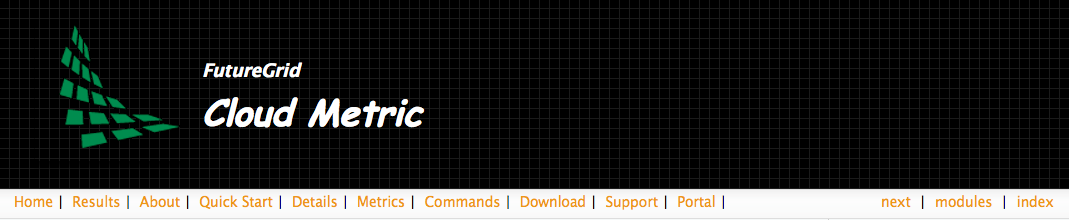 FutureGrid
Cloud Metric
Home | Results | About | Quick Start | Details | Metrics | Commands | Download | Support | Portal | next | modules | index